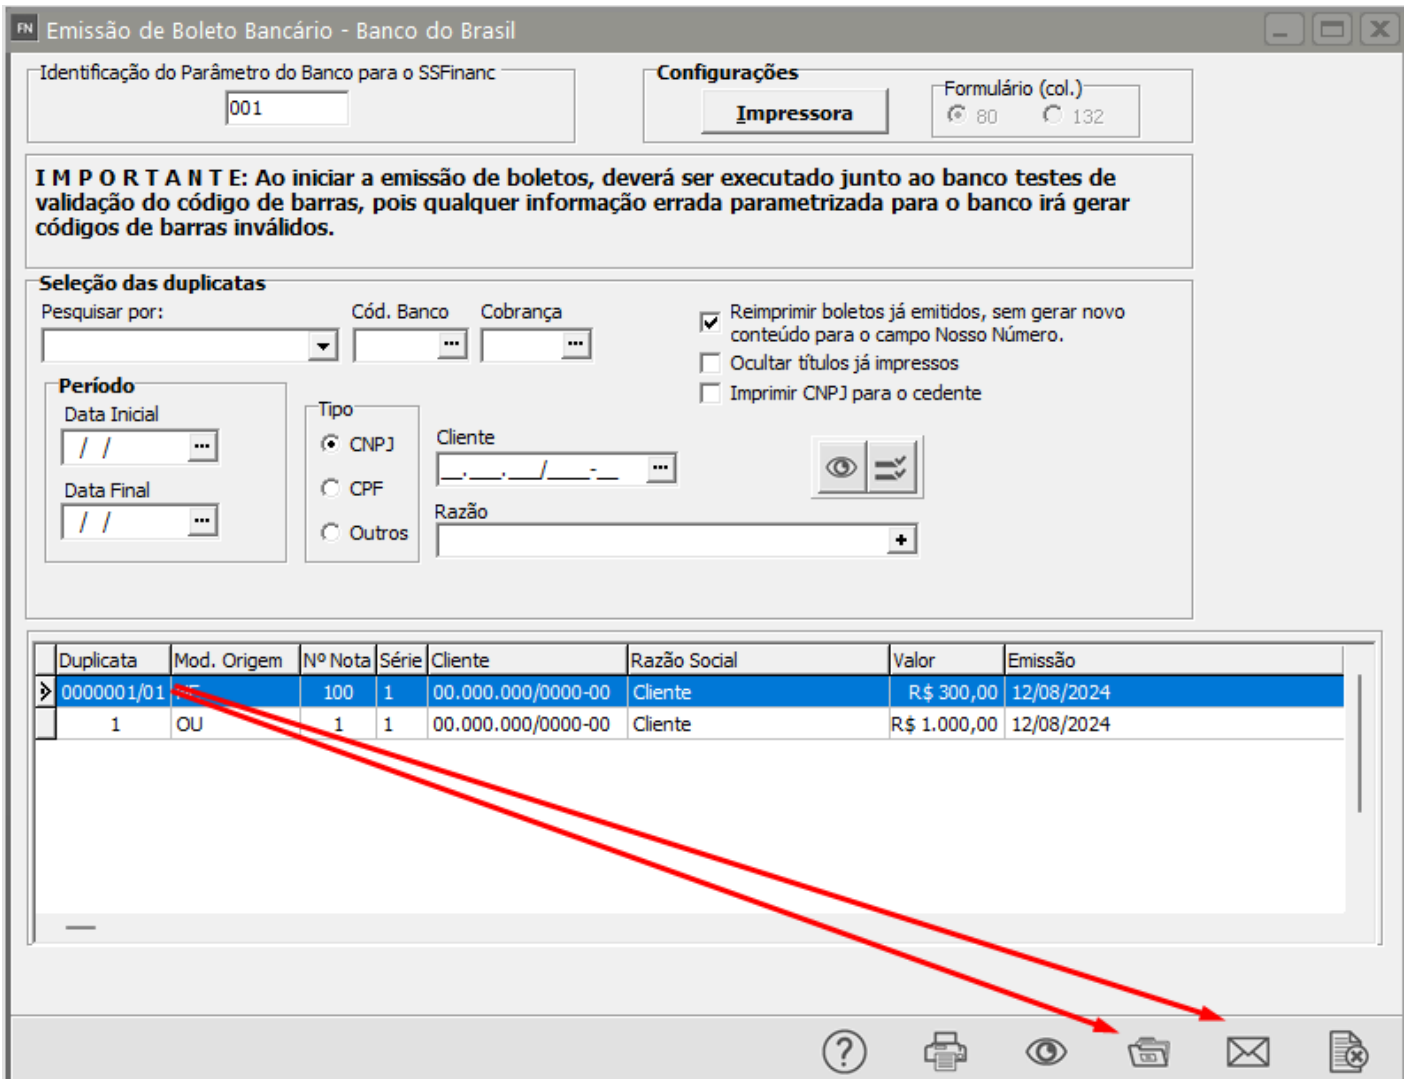 FN Emissão de Boleto Bancário - Banco do Brasil
Identificação do Parâmetro do Banco para o SSFinanc
001
Configurações
Impressora
Formulário (col.)
80 132
I M P O R T A N T E: Ao iniciar a emissão de boletos, deverá ser executado junto ao banco testes de
validação do código de barras, pois qualquer informação errada parametrizada para o banco irá gerar
códigos de barras inválidos.
Seleção das duplicatas
Pesquisar por: Cód. Banco Cobrança
Reimprimir boletos já emitidos, sem gerar novo
conteúdo para o campo Nosso Número.
Ocultar títulos já impressos
Imprimir CNPJ para o cedente
Período
Data Inicial
/ /
Data Final
/ /
Tipo
CNPJ
CPF
Outros
Cliente
__.___.___/____-__
Razão
Duplicata Mod. Origem Nº Nota Série Cliente Razão Social Valor Emissão
0000001/01 100 1 00.000.000/0000-00 Cliente R$ 300,00 12/08/2024
1 OU 1 1 00.000.000/0000-00 Cliente R$ 1.000,00 12/08/2024